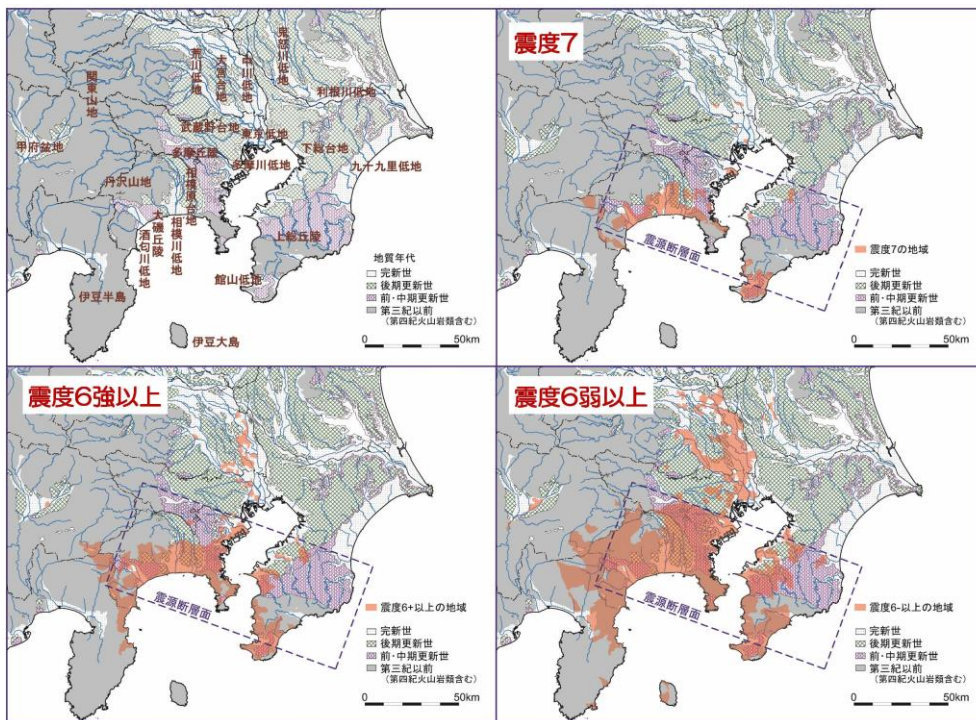 関東山地
荒川低地
大宮台地
中川低地
鬼怒川低地
利根川低地
武蔵野台地
東京低地
甲府盆地
多摩丘陵
多摩川低地
下総台地
九十九里低地
丹沢山地
相模原台地
大磯丘陵
相模川低地
酒匂川低地
上総丘陵
館山低地
伊豆半島
伊豆大島
地質年代
完新世
後期更新世
前・中期更新世
第三紀以前
(第四紀火山岩類含む)
0 50km
震度7
震源断層面
震度7の地域
完新世
後期更新世
前・中期更新世
第三紀以前
(第四紀火山岩類含む)
0 50km
震度6強以上
震源断層面
震度6+以上の地域
完新世
後期更新世
前・中期更新世
第三紀以前
(第四紀火山岩類含む)
0 50km
震度6弱以上
震源断層面
震度6-以上の地域
完新世
後期更新世
前・中期更新世
第三紀以前
(第四紀火山岩類含む)
0 50km